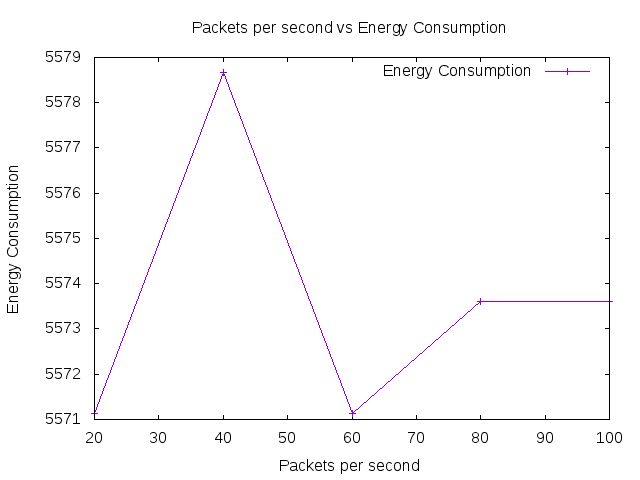 Packets per second vs Energy Consumption
Energy Consumption
5579
5578
5577
5576
5575
5574
5573
5572
5571
Energy Consumption
20 30 40 50 60 70 80 90 100
Packets per second